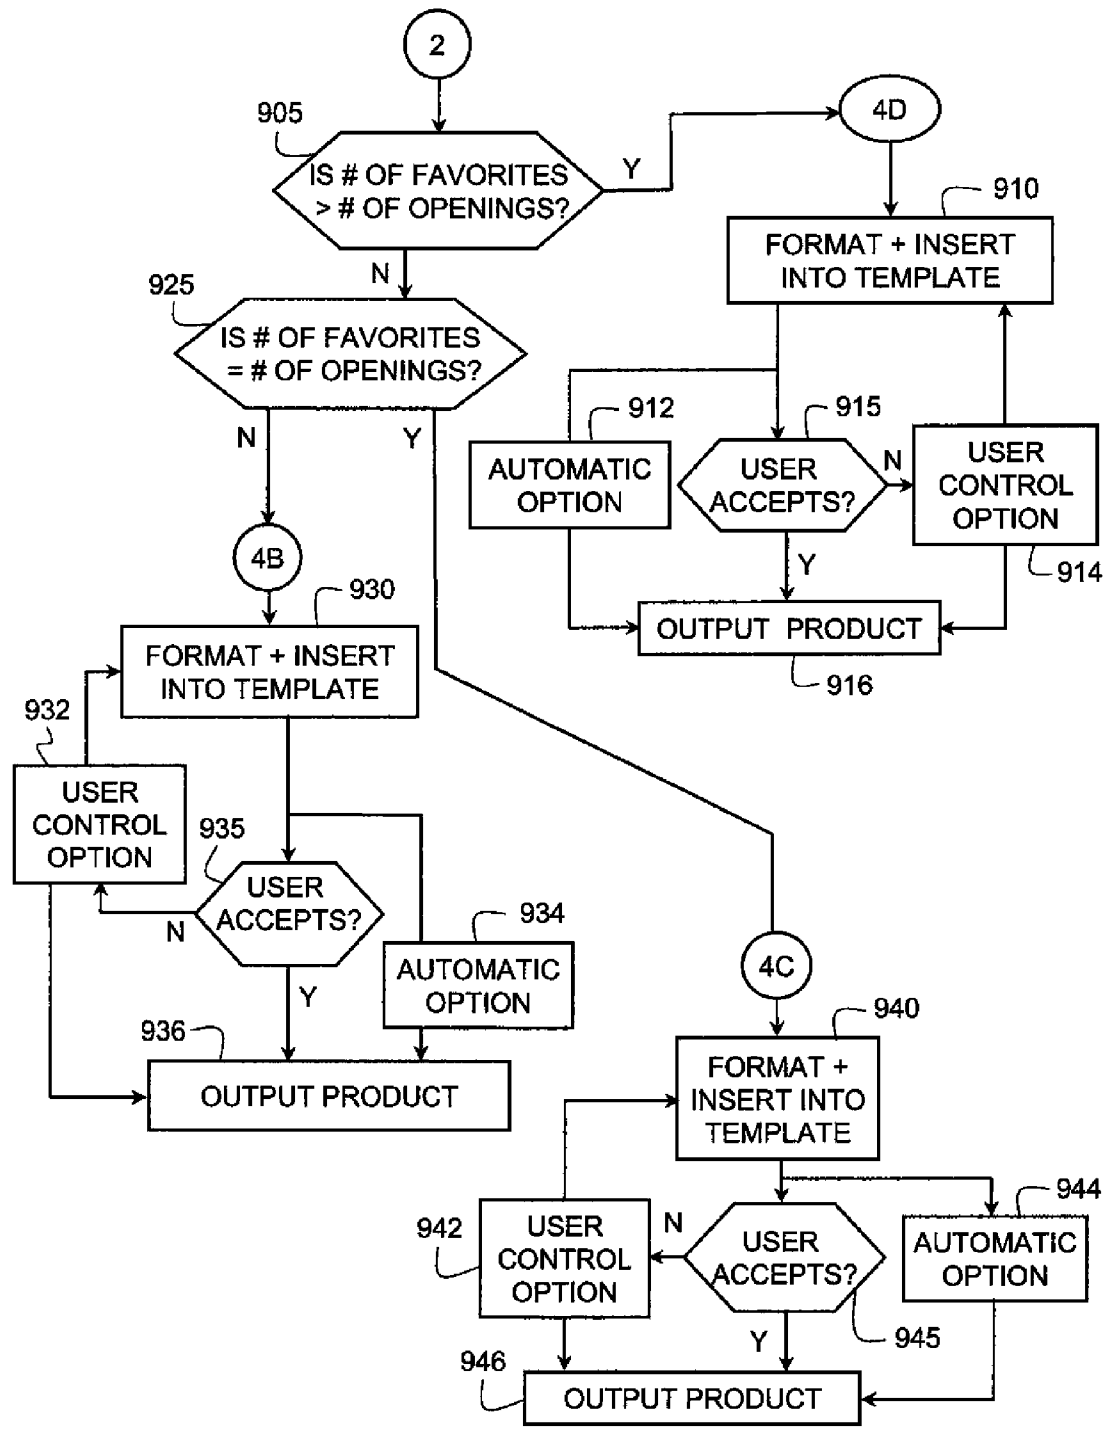 2
905
IS # OF FAVORITES
> # OF OPENINGS?
Y
4D
910
FORMAT + INSERT
INTO TEMPLATE
N
925
IS # OF FAVORITES
= # OF OPENINGS?
N
Y
912
AUTOMATIC
OPTION
915
USER
ACCEPTS?
N
USER
CONTROL
OPTION
914
Y
OUTPUT PRODUCT
916
4B
930
FORMAT + INSERT
INTO TEMPLATE
932
USER
CONTROL
OPTION
935
USER
ACCEPTS?
N
Y
934
AUTOMATIC
OPTION
936
OUTPUT PRODUCT
4C
940
FORMAT +
INSERT INTO
TEMPLATE
942
USER
CONTROL
OPTION
N
USER
ACCEPTS?
945
Y
944
AUTOMATIC
OPTION
946
OUTPUT PRODUCT